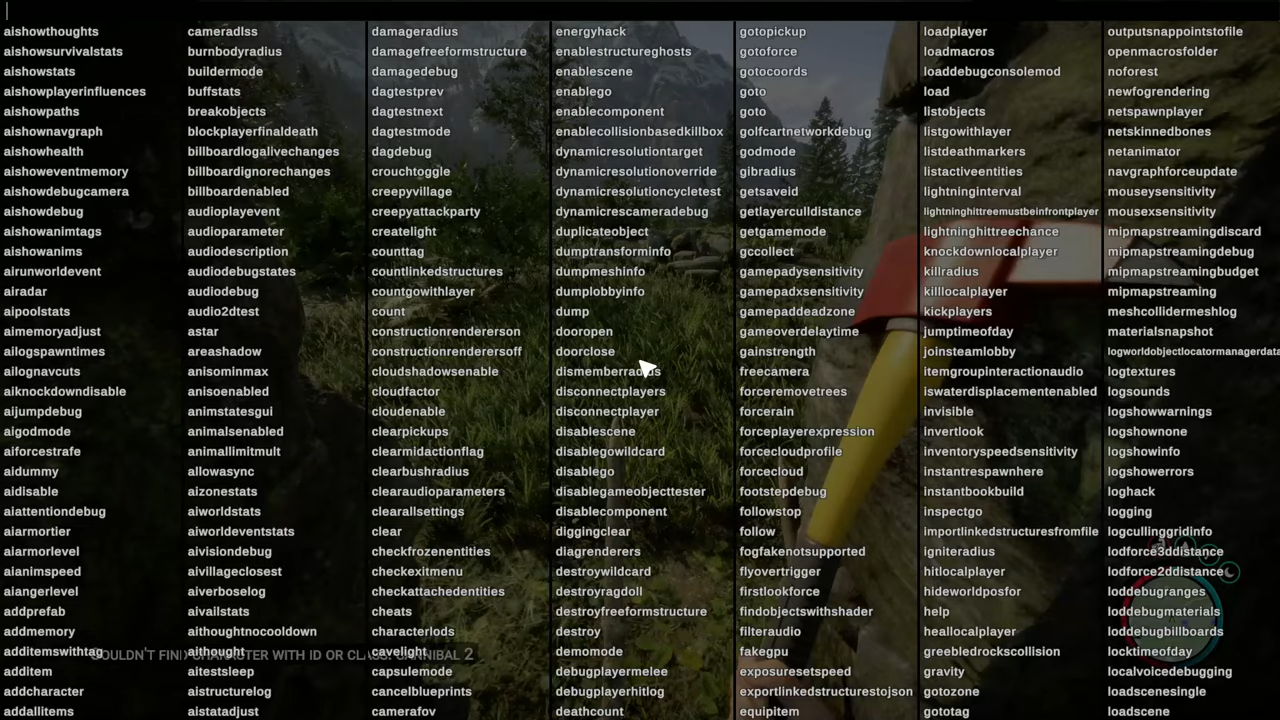 aishowthoughts
aishowsurvivalstats
aishowstats
aishowplayerinfluences
aishowpaths
aishownavgraph
aishowhealth
aishoweventmemory
aishowdebugcamera
aishowdebug
aishowanimtags
aishowanims
airunworldevent
airadar
aipoolstats
aimemoryadjust
ailogspawntimes
ailognavcuts
aiknockdowndisable
aijumpdebug
aigodmode
aiforcestrafe
aidummy
aidisable
aiattentiondebug
aiarmortier
aiarmorlevel
aianimspeed
aiangerlevel
addprefab
addmemory
additemswithtag
additem
addcharacter
addallitems
cameradlss
burnbodyradius
buildermode
buffstats
breakobjects
blockplayerfinaldeath
billboardlogalivechanges
billboardignorechanges
billboardenabled
audioplayevent
audioparameter
audiodescription
audiodebugstates
audiodebug
audio2dtest
astar
areashadow
anisominmax
anisoenabled
animstatesgui
animalsenabled
animallimitmult
allowasync
aizonestats
aiworldstats
aiworldeventstats
aivisiondebug
aivillageclosest
aiverboselog
aivailstats
aithoughtnocooldown
aithought
aitestsleep
aistructurelog
aistatadjust
damageradius
damagefreeformstructure
damagedebug
dagtestprev
dagtestnext
dagtestmode
dagdebug
crouchtoggle
creepyvillage
creepyattackparty
createlight
counttag
countlinkedstructures
countgowithlayer
count
constructionrendererson
constructionrenderersoff
cloudshadowsenable
cloudfactor
cloudenable
clearpickups
clearmidactionflag
clearbushradius
clearaudioparameters
clearallsettings
clear
checkfrozenentities
checkexitmenu
checkattachedentities
cheats
characterlods
cavelight
capsulemode
cancelblueprints
camerafov
energyhack
enablestructureghosts
enablescene
enablego
enablecomponent
enablecollisionbasedkillbox
dynamicresolutiontarget
dynamicresolutionoverride
dynamicresolutioncycletest
dynamicrescameradebug
duplicateobject
dumptransforminfo
dumpmeshinfo
dumplobbyinfo
dump
dooropen
doorclose
dismemberradius
disconnectplayers
disconnectplayer
disablescene
disablegowildcard
disablego
disablegameobjecttester
disablecomponent
diggingclear
diagrenderers
destroywildcard
destroyragdoll
destroyfreeformstructure
destroy
demomode
debugplayermelee
debugplayerhitlog
deathcount
gotopickup
gotoforce
gotocoords
goto
goto
golfcartnetworkdebug
godmode
gibradius
getsaveid
getlayerculldistance
getgamemode
gccollect
gamepadysensitivity
gamepadxsensitivity
gamepaddeadzone
gameoverdelaytime
gainstrength
freecamera
forceremovetrees
forcerain
forceplayerexpression
forcecloudprofile
forcecloud
footstepdebug
followstop
follow
fogfakenotsupported
flyovertrigger
firstlookforce
findobjectswithshader
filteraudio
fakegpu
exposuresetspeed
exportlinkedstructurestojson
equipitem
loadplayer
loadmacros
loaddebugconsolemod
load
listobjects
listgowithlayer
listdeathmarkers
listactiveentities
lightninginterval
lightninghittreemustbeinfrontplayer
lightninghittreechance
knockdownlocalplayer
killradius
killlocalplayer
kickplayers
jumptimeofday
joinsteamlobby
itemgroupinteractionaudio
iswaterdisplacementenabled
invisible
invertlook
inventoryspeedsensitivity
instantrespawnhere
instantbookbuild
inspectgo
importlinkedstructuresfromfile
igniteradius
hitlocalplayer
hideworldposfor
help
heallocalplayer
greebledrockscollision
gravity
gotozone
gototag
outputsnappointstofile
openmacrosfolder
noforest
newfogrendering
netspawnplayer
netskinnedbones
netanimator
navgraphforceupdate
mouseysensitivity
mousexsensitivity
mipmapstreamingdiscard
mipmapstreamingdebug
mipmapstreamingbudget
mipmapstreaming
meshcollidermeshlog
materialsnapshot
logworldobjectlocatormanagerdata
logtextures
logsounds
logshowwarnings
logshownone
logshowinfo
logshowerrors
loghack
logging
logcullinggridinfo
lodforce3ddistance
lodforce2ddistance
loddebugranges
loddebugmaterials
loddebugbillboards
locktimeofday
localvoicedebugging
loadscenesingle
loadscene
COULDN'T FIND CHARACTER WITH ID OR CLASS: CANNIBAL 2